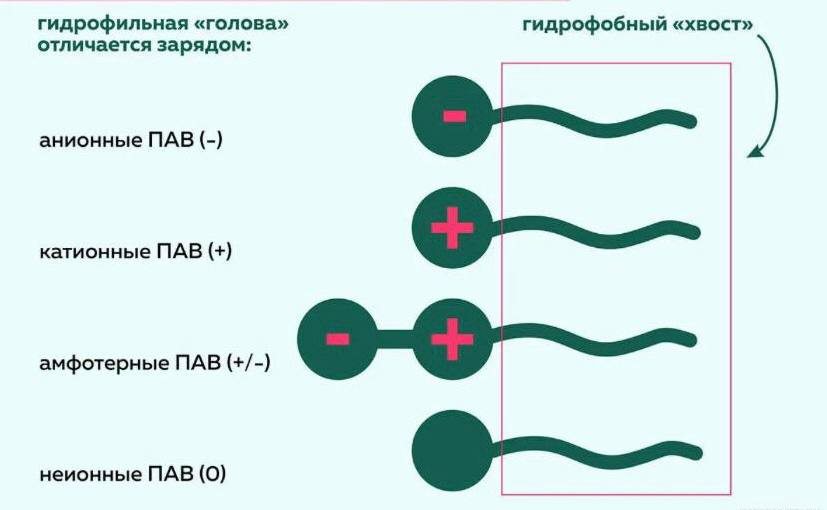 гидрофильная «голова»
отличается зарядом:
гидрофобный «хвост»
анионные ПАВ (-)
-
катионные ПАВ (+)
+
амфотерные ПАВ (+/-)
- +
неионные ПАВ (0)